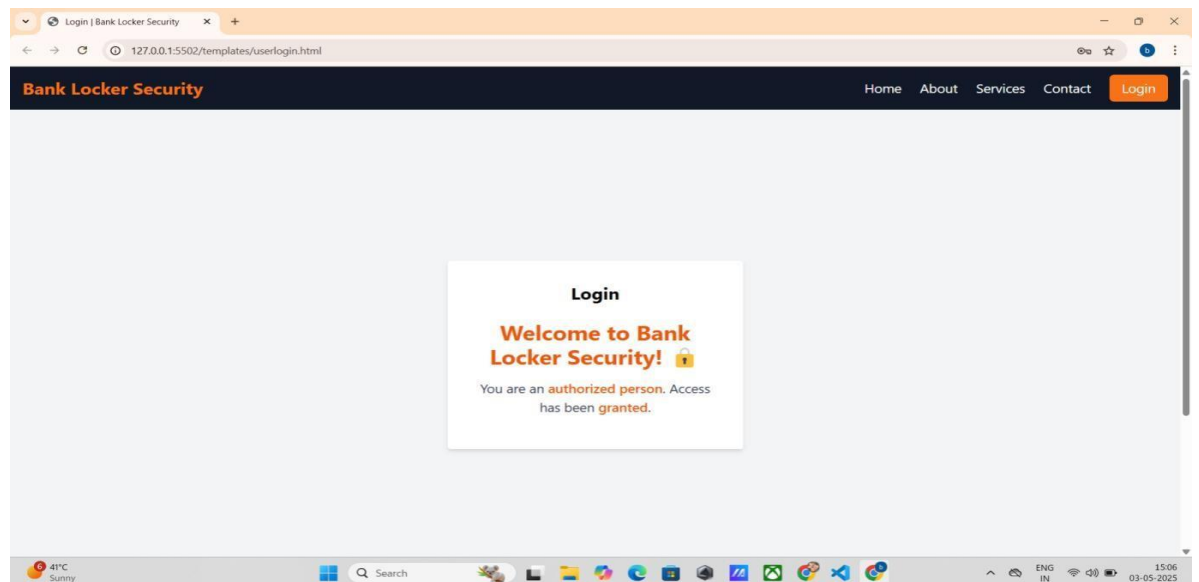 Login | Bank Locker Security
127.0.0.1:5502/templates/userlogin.html
b
Bank Locker Security
Home About Services Contact Login
Login
Welcome to Bank
Locker Security! 🔒
You are an authorized person. Access
has been granted.
6
41°C
Sunny
Search
ENG
IN
15:06
03-05-2025